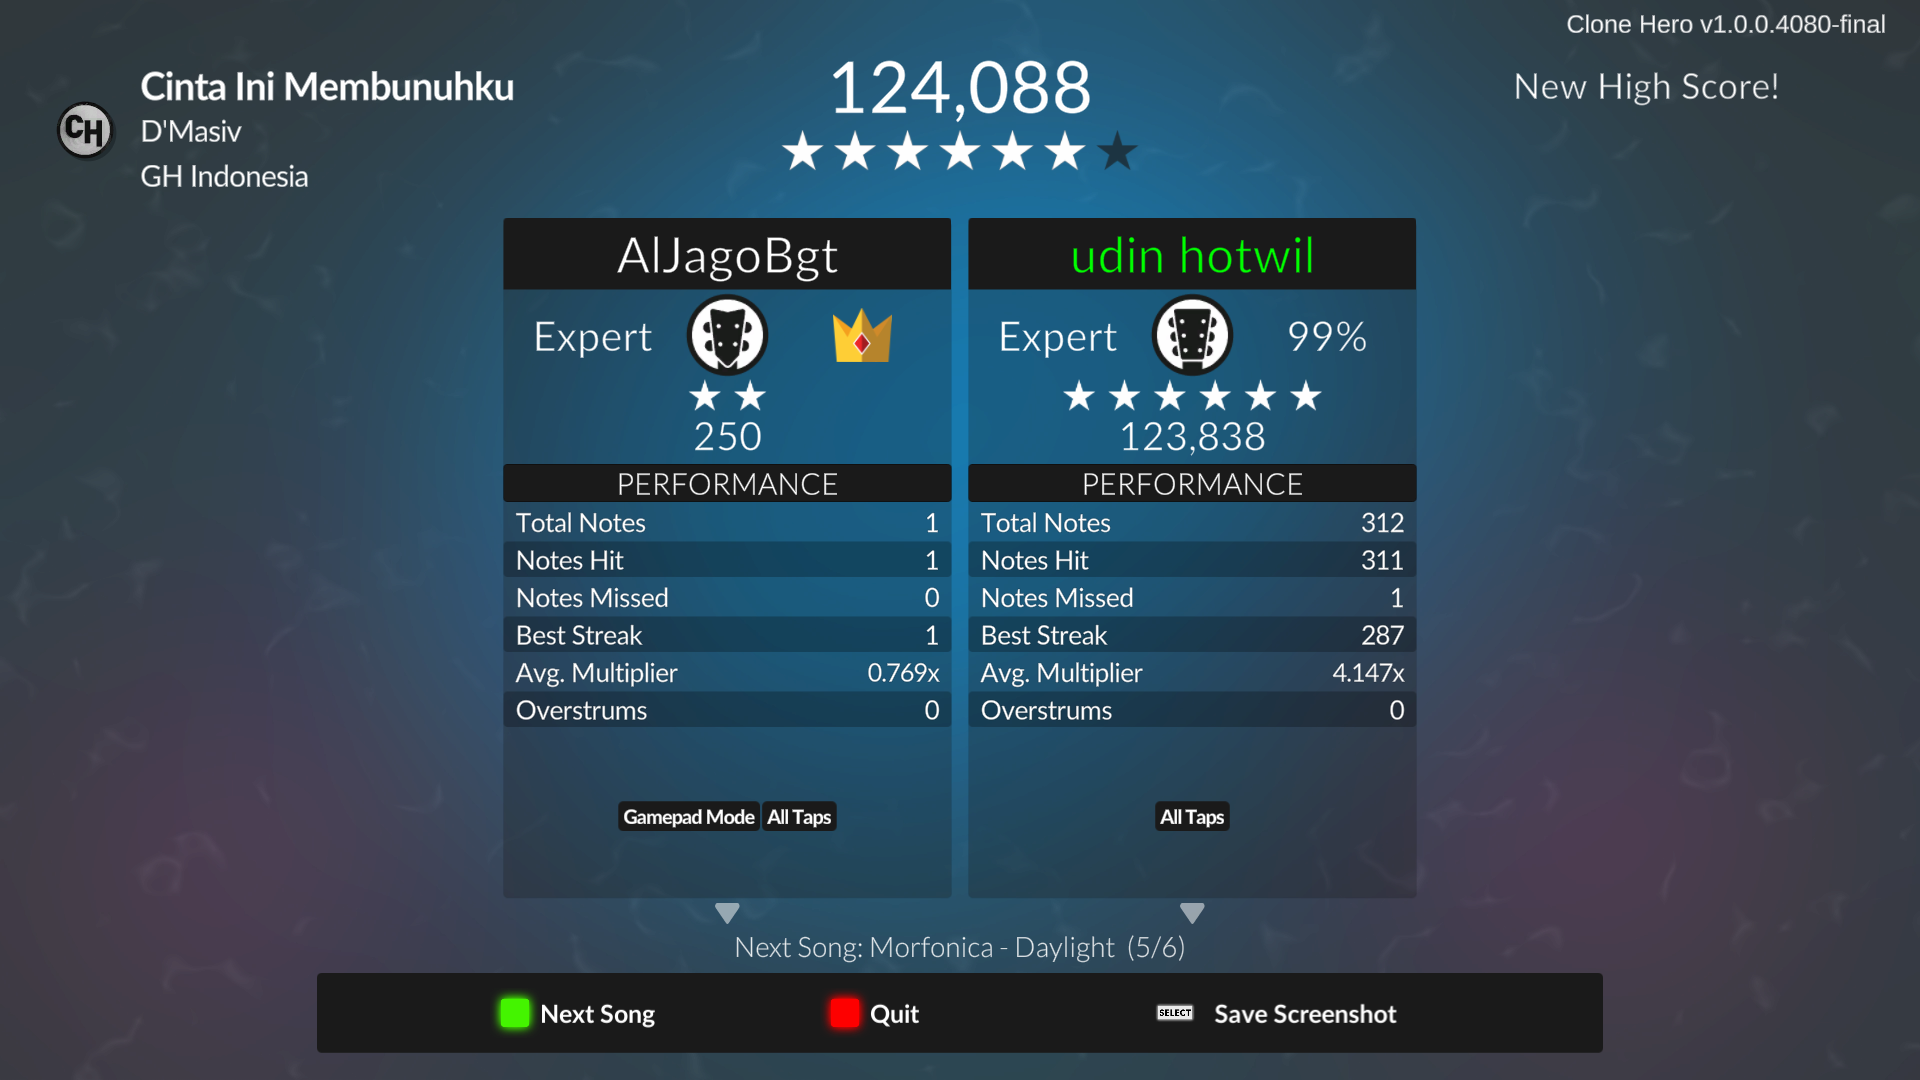 Clone Hero v1.0.0.4080-final
CH
Cinta Ini Membunuhku
D'Masiv
GH Indonesia
124,088
New High Score!
AlJagoBgt
Expert
250
PERFORMANCE
Total Notes 1
Notes Hit 1
Notes Missed 0
Best Streak 1
Avg. Multiplier 0.769x
Overstrums 0
Gamepad Mode All Taps
udin hotwil
Expert 99%
123,838
PERFORMANCE
Total Notes 312
Notes Hit 311
Notes Missed 1
Best Streak 287
Avg. Multiplier 4.147x
Overstrums 0
All Taps
Next Song: Morfonica - Daylight (5/6)
Next Song Quit SELECT Save Screenshot